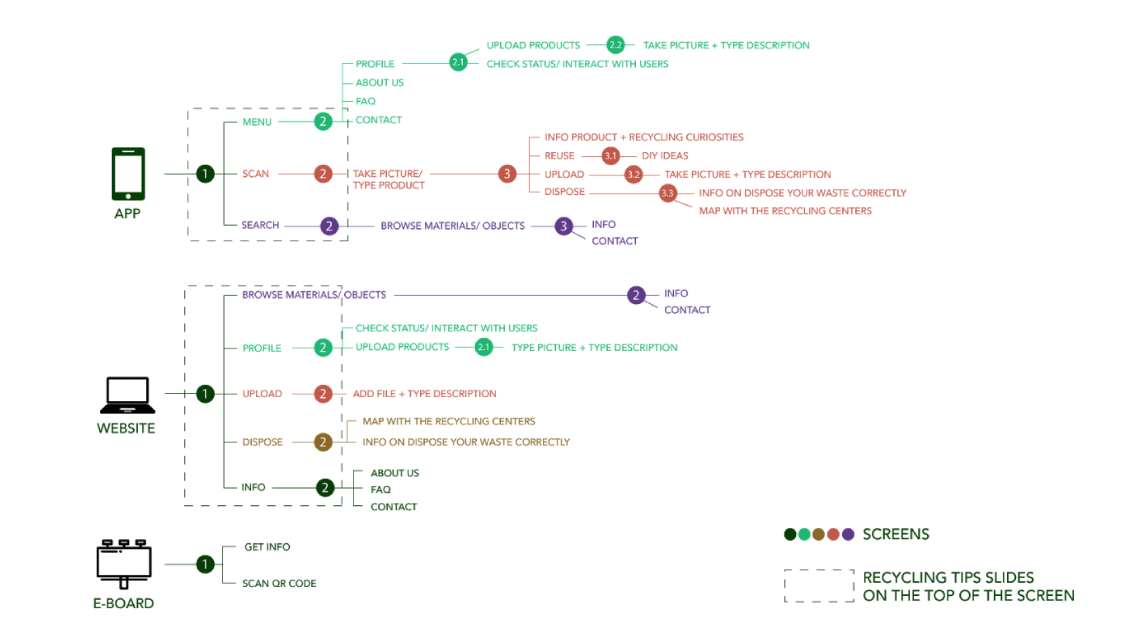 UPLOAD PRODUCTS 2.2 TAKE PICTURE + TYPE DESCRIPTION
PROFILE 2.1 CHECK STATUS/ INTERACT WITH USERS
ABOUT US
FAQ
MENU 2 CONTACT
INFO PRODUCT + RECYCLING CURIOSITIES
REUSE 3.1 DIY IDEAS
1 SCAN 2 TAKE PICTURE/ 3 UPLOAD 3.2 TAKE PICTURE + TYPE DESCRIPTION
TYPE PRODUCT
DISPOSE 3.3 INFO ON DISPOSE YOUR WASTE CORRECTLY
APP MAP WITH THE RECYCLING CENTERS
SEARCH 2 BROWSE MATERIALS/ OBJECTS 3 INFO
CONTACT
BROWSE MATERIALS/ OBJECTS 2 INFO
CONTACT
CHECK STATUS/ INTERACT WITH USERS
PROFILE 2 UPLOAD PRODUCTS 2.1 TYPE PICTURE + TYPE DESCRIPTION
1 UPLOAD 2 ADD FILE + TYPE DESCRIPTION
WEBSITE MAP WITH THE RECYCLING CENTERS
DISPOSE 2 INFO ON DISPOSE YOUR WASTE CORRECTLY
ABOUT US
INFO 2 FAQ
CONTACT
GET INFO
1
SCAN QR CODE
E-BOARD
SCREENS
RECYCLING TIPS SLIDES
ON THE TOP OF THE SCREEN